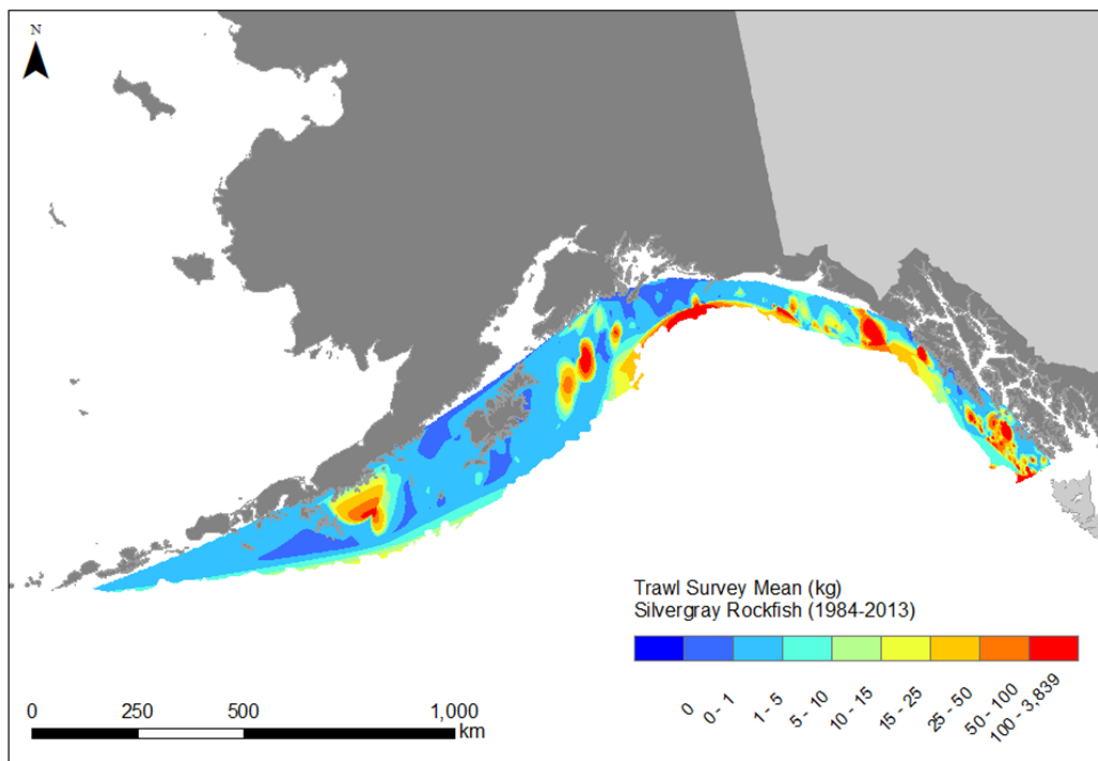 N
Trawl Survey Mean (kg)
Silvergray Rockfish (1984-2013)
0
0 - 1
1 - 5
5 - 10
10 - 15
15 - 25
25 - 50
50 - 100
100 - 3,839
0 250 500 1,000
km